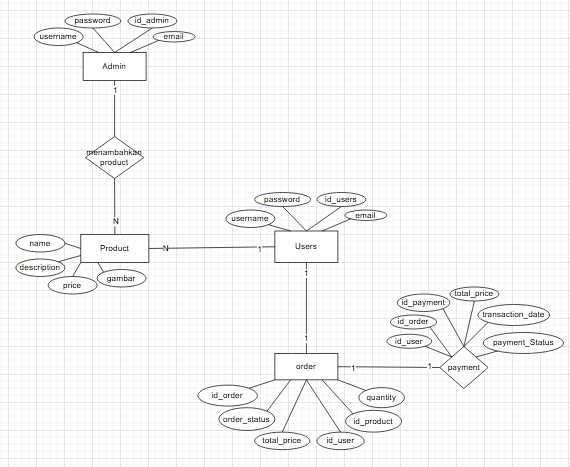 password
id_admin
username
email
Admin
1
menambahkan
product
N
password
id_users
username
email
name
Product
N
1
Users
description
gambar
price
1
total_price
id_payment
transaction_date
id_order
1
id_user
payment_Status
order
1
1
payment
id_order
quantity
order_status
id_product
total_price
id_user